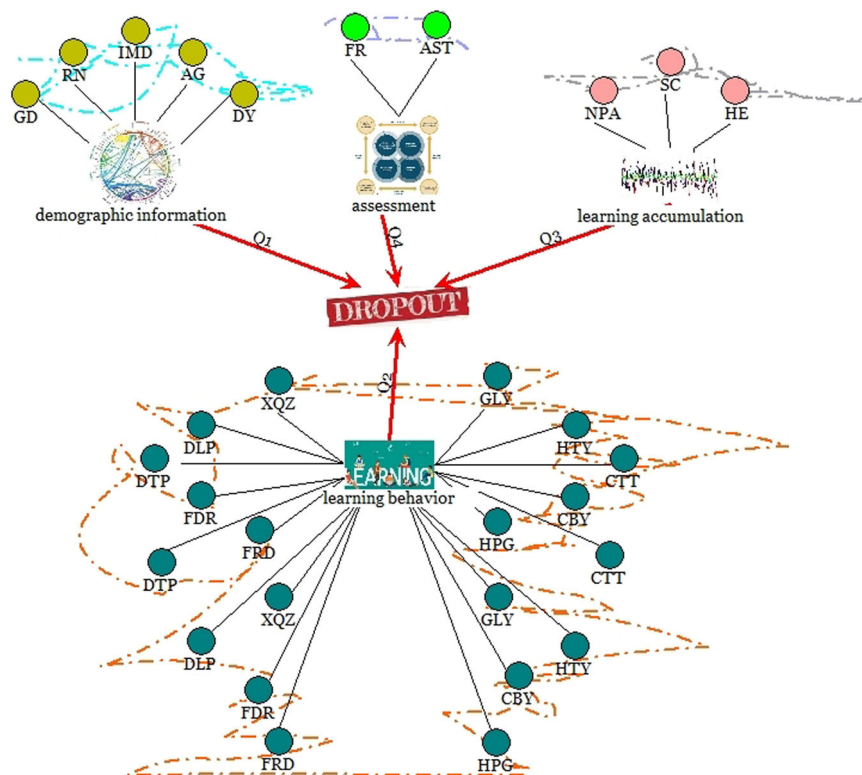 IMD
FR
AST
RN
AG
SC
GD
DY
NPA
HE
demographic information
assessment
learning accumulation
Q1
Q4
Q3
DROPOUT
Q2
XQZ
GLY
DLP
HTY
DTP
LEARNING
CTT
learning behavior
FDR
CBY
FRD
HPG
DTP
CTT
XQZ
GLY
DLP
HTY
FDR
CBY
FRD
HPG